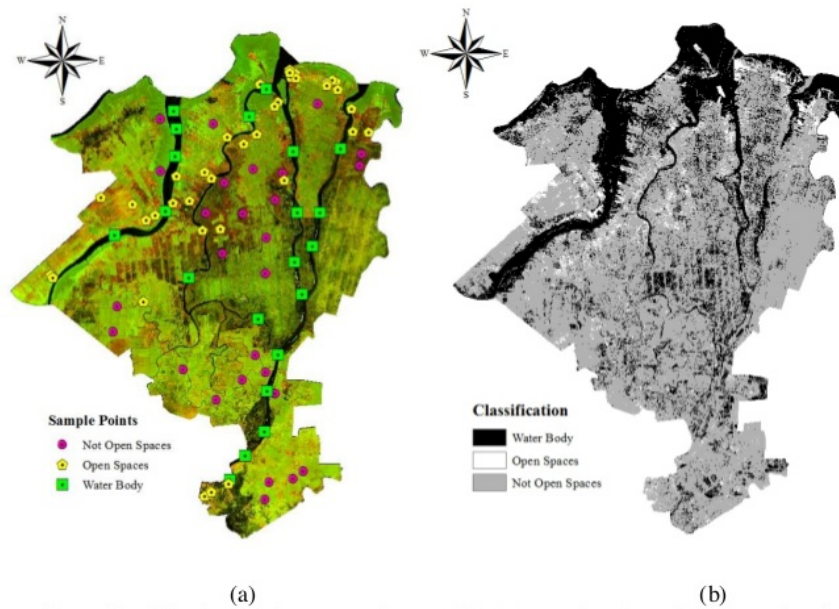 N
W E
S
Sample Points
Not Open Spaces
Open Spaces
Water Body
(a)
N
W E
S
Classification
Water Body
Open Spaces
Not Open Spaces
(b)